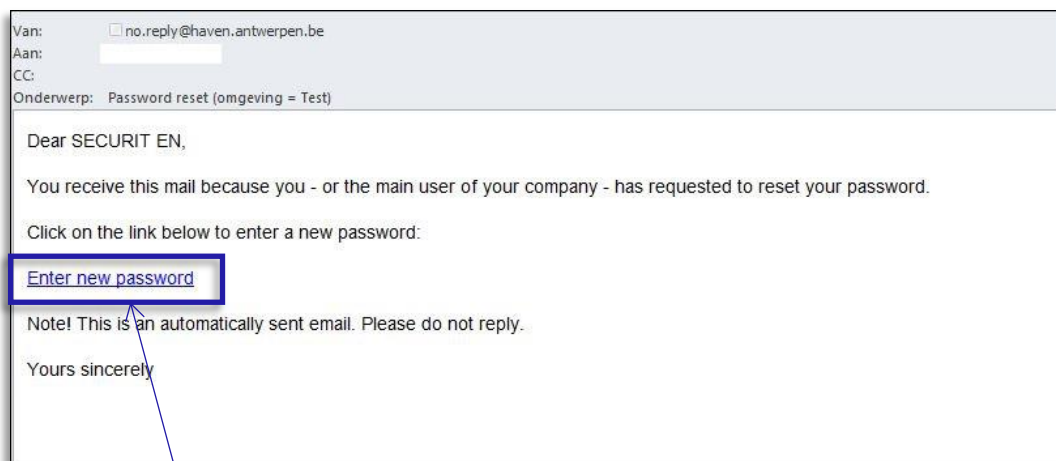 Van: no.reply@haven.antwerpen.be
Aan:
CC:
Onderwerp: Password reset (omgeving = Test)
Dear SECURIT EN,
You receive this mail because you - or the main user of your company - has requested to reset your password.
Click on the link below to enter a new password:
Enter new password
Note! This is an automatically sent email. Please do not reply.
Yours sincerely